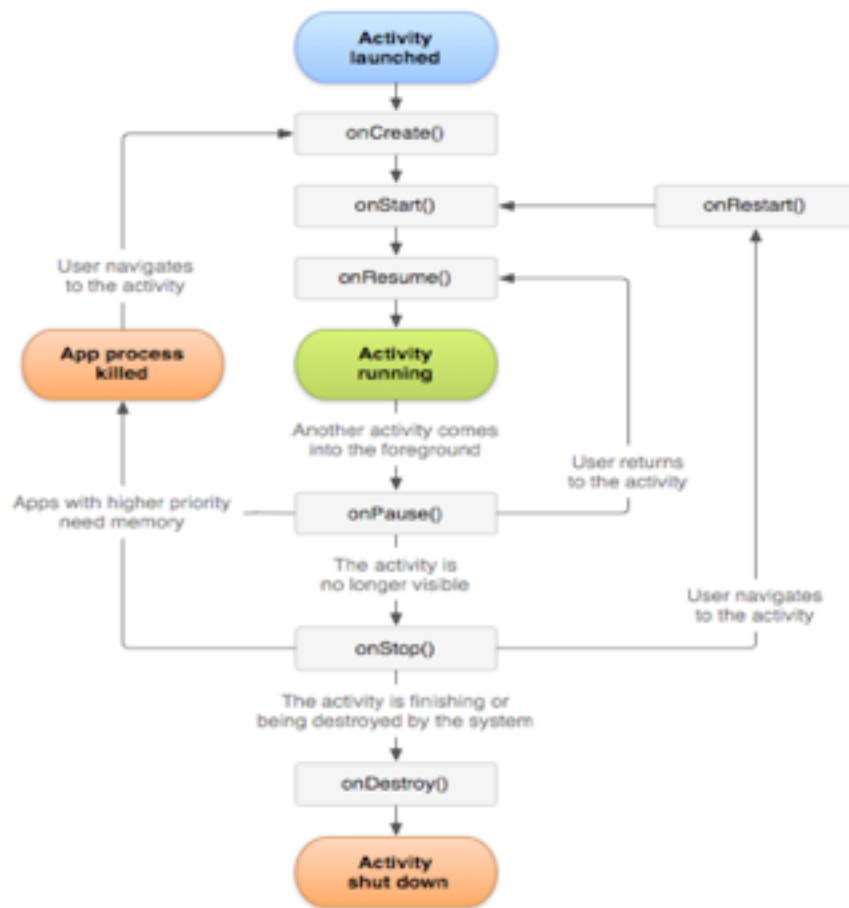 Activity
launched
onCreate()
onStart()
onRestart()
User navigates
to the activity
onResume()
App process
killed
Activity
running
Another activity comes
into the foreground
User returns
to the activity
Apps with higher priority
need memory
onPause()
The activity is
no longer visible
User navigates
to the activity
onStop()
The activity is finishing or
being destroyed by the system
onDestroy()
Activity
shut down